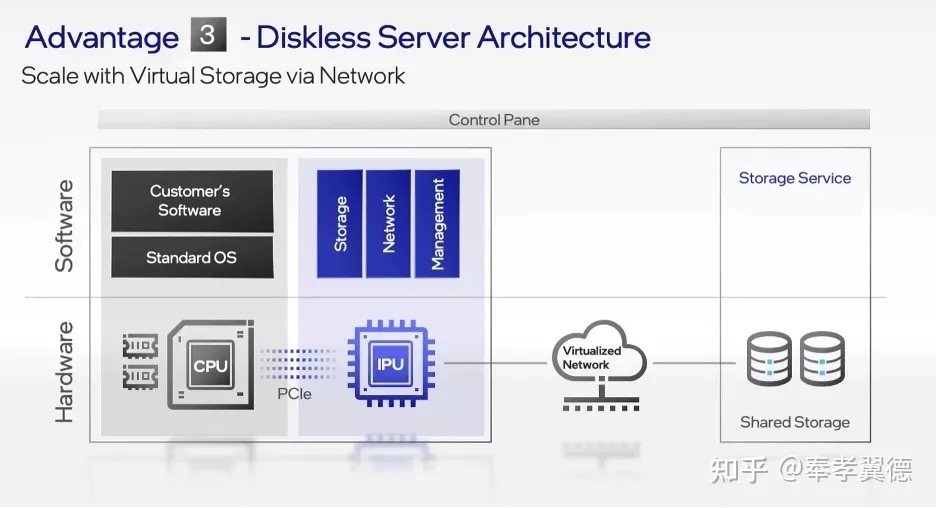 Advantage 3 - Diskless Server Architecture
Scale with Virtual Storage via Network
Control Pane
Software
Customer's
Software
Standard OS
Storage
Network
Management
Storage Service
Hardware
CPU
PCIe
IPU
Virtualized
Network
Shared Storage
知乎 @奉孝翼德